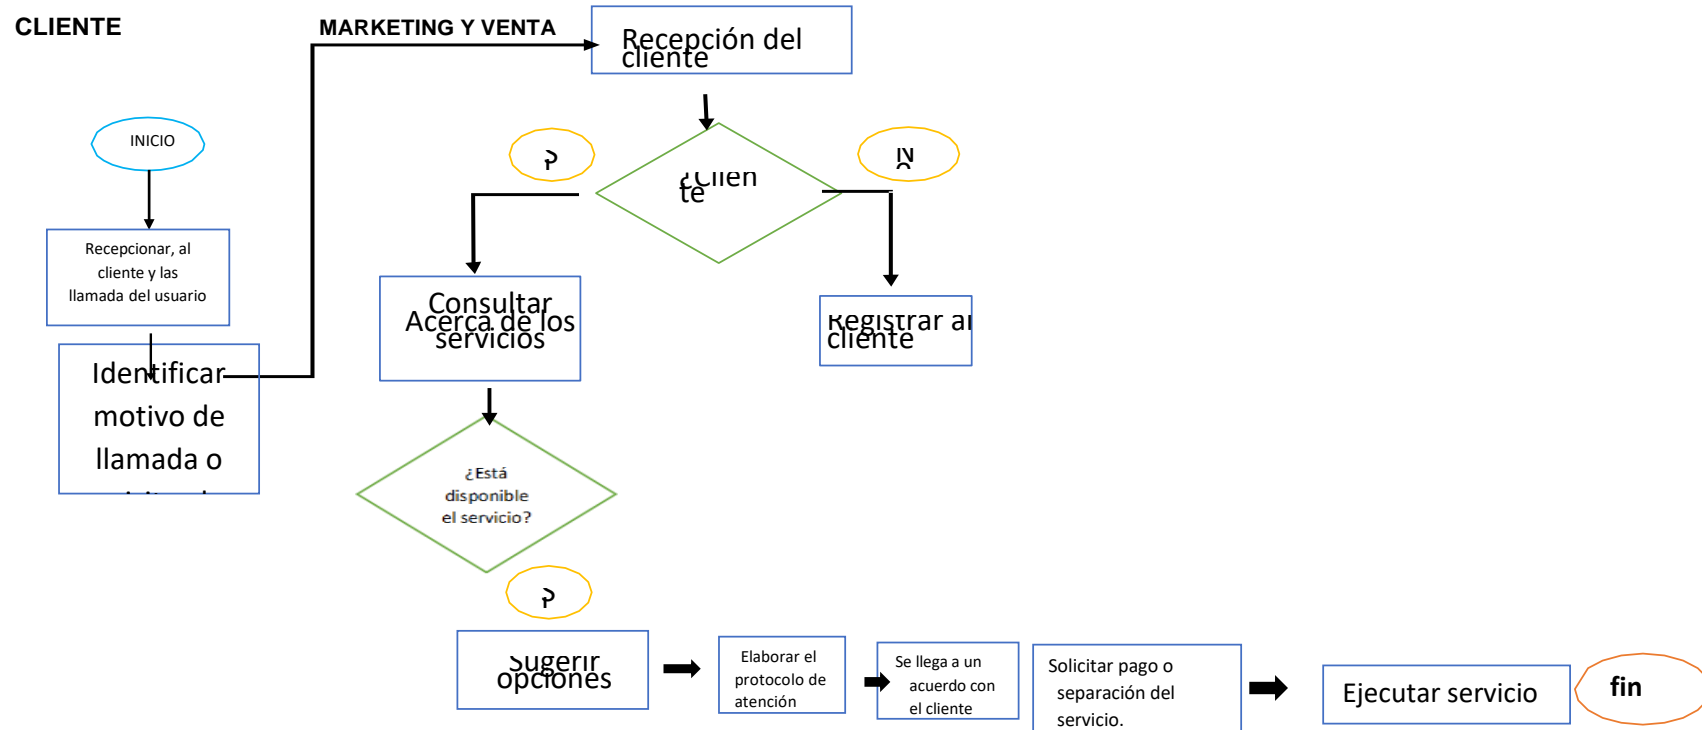 CLIENTE
MARKETING Y VENTA
Recepción del
cliente
INICIO
¿Clien
te
Recepcionar, al
cliente y las
llamada del usuario
Consultar
Acerca de los
servicios
Registrar al
cliente
Identificar
motivo de
llamada o
¿Está
disponible
el servicio?
Sugerir
opciones
Elaborar el
protocolo de
atención
Se llega a un
acuerdo con
el cliente
Solicitar pago o
separación del
servicio.
Ejecutar servicio
fin